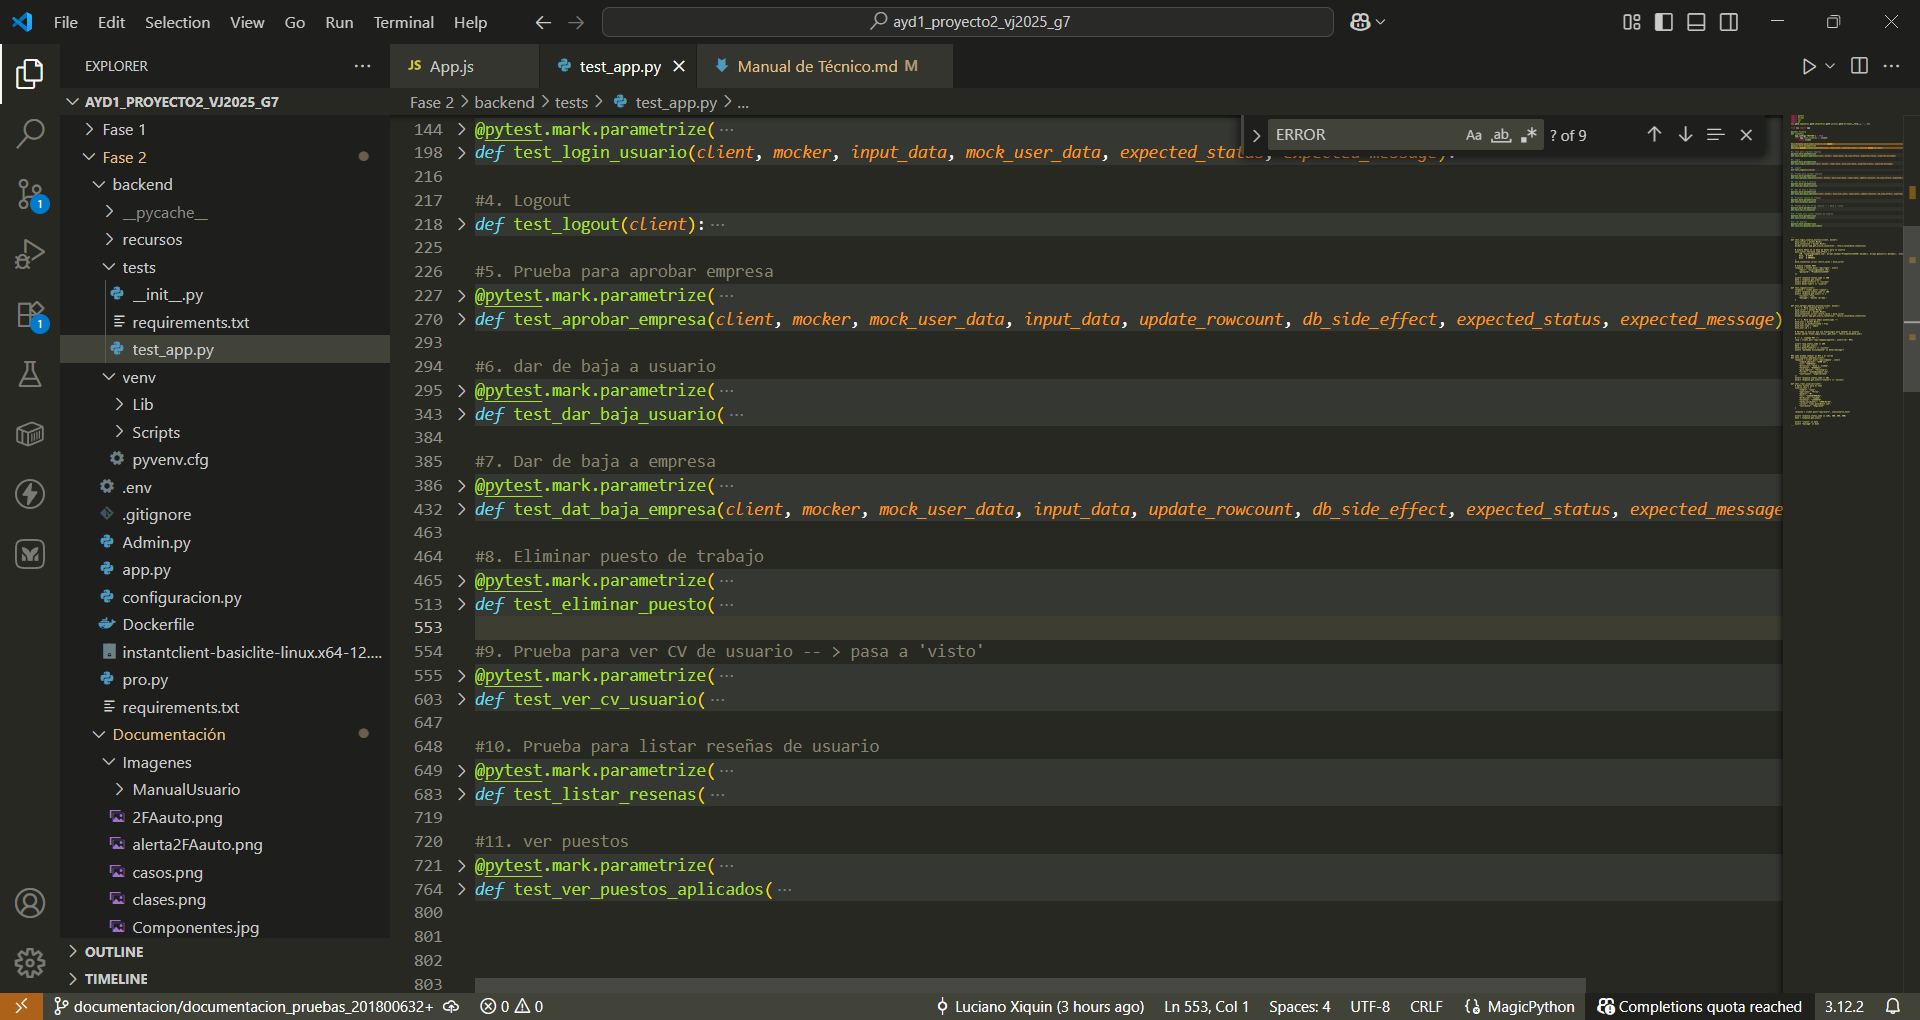 File Edit Selection View Go Run Terminal Help
ayd1_proyecto2_vj2025_g7
EXPLORER
JS App.js
test_app.py
Manual de Técnico.md M
AYD1_PROYECTO2_VJ2025_G7
Fase 1
Fase 2
backend
__pycache__
recursos
tests
__init__.py
requirements.txt
test_app.py
venv
Lib
Scripts
pyvenv.cfg
.env
.gitignore
Admin.py
app.py
configuracion.py
Dockerfile
instantclient-basiclite-linux.x64-12....
pro.py
requirements.txt
Documentación
Imagenes
ManualUsuario
2FAauto.png
alerta2FAauto.png
casos.png
clases.png
Componentes.jpg
OUTLINE
TIMELINE
1
1
Fase 2 > backend > tests > test_app.py > ...
ERROR Aa ab .* ? of 9
144 @pytest.mark.parametrize( ...
198 def test_login_usuario(client, mocker, input_data, mock_user_data, expected_status, expected_message):
216
217 #4. Logout
218 def test_logout(client): ...
225
226 #5. Prueba para aprobar empresa
227 @pytest.mark.parametrize( ...
270 def test_aprobar_empresa(client, mocker, mock_user_data, input_data, update_rowcount, db_side_effect, expected_status, expected_message)
293
294 #6. dar de baja a usuario
295 @pytest.mark.parametrize( ...
343 def test_dar_baja_usuario( ...
384
385 #7. Dar de baja a empresa
386 @pytest.mark.parametrize( ...
432 def test_dat_baja_empresa(client, mocker, mock_user_data, input_data, update_rowcount, db_side_effect, expected_status, expected_message
463
464 #8. Eliminar puesto de trabajo
465 @pytest.mark.parametrize( ...
513 def test_eliminar_puesto( ...
553
554 #9. Prueba para ver CV de usuario -- > pasa a 'visto'
555 @pytest.mark.parametrize( ...
603 def test_ver_cv_usuario( ...
647
648 #10. Prueba para listar reseñas de usuario
649 @pytest.mark.parametrize( ...
683 def test_listar_resenas( ...
719
720 #11. ver puestos
721 @pytest.mark.parametrize( ...
764 def test_ver_puestos_aplicados( ...
800
801
802
803
documentacion/documentacion_pruebas_201800632+ 0 0 Luciano Xiquin (3 hours ago) Ln 553, Col 1 Spaces: 4 UTF-8 CRLF MagicPython Completions quota reached 3.12.2